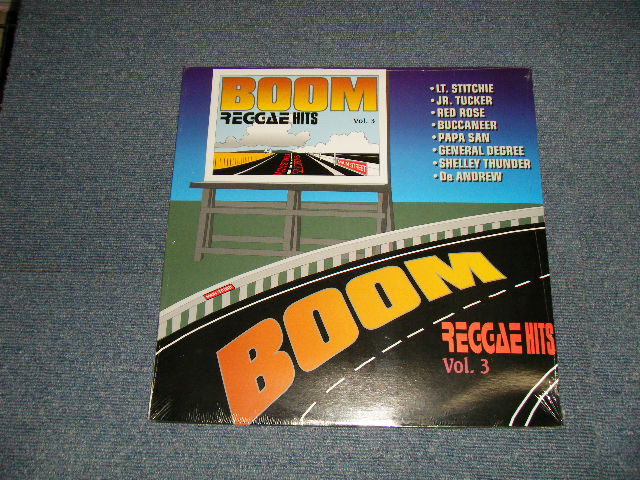 BOOM
REGGAE HITS
Vol. 3
• LT. STITCHIE
• JR. TUCKER
• RED ROSE
• BUCCANEER
• PAPA SAN
• GENERAL DEGREE
• SHELLEY THUNDER
• Da ANDREW
BOOM
REGGAE HITS
Vol. 3